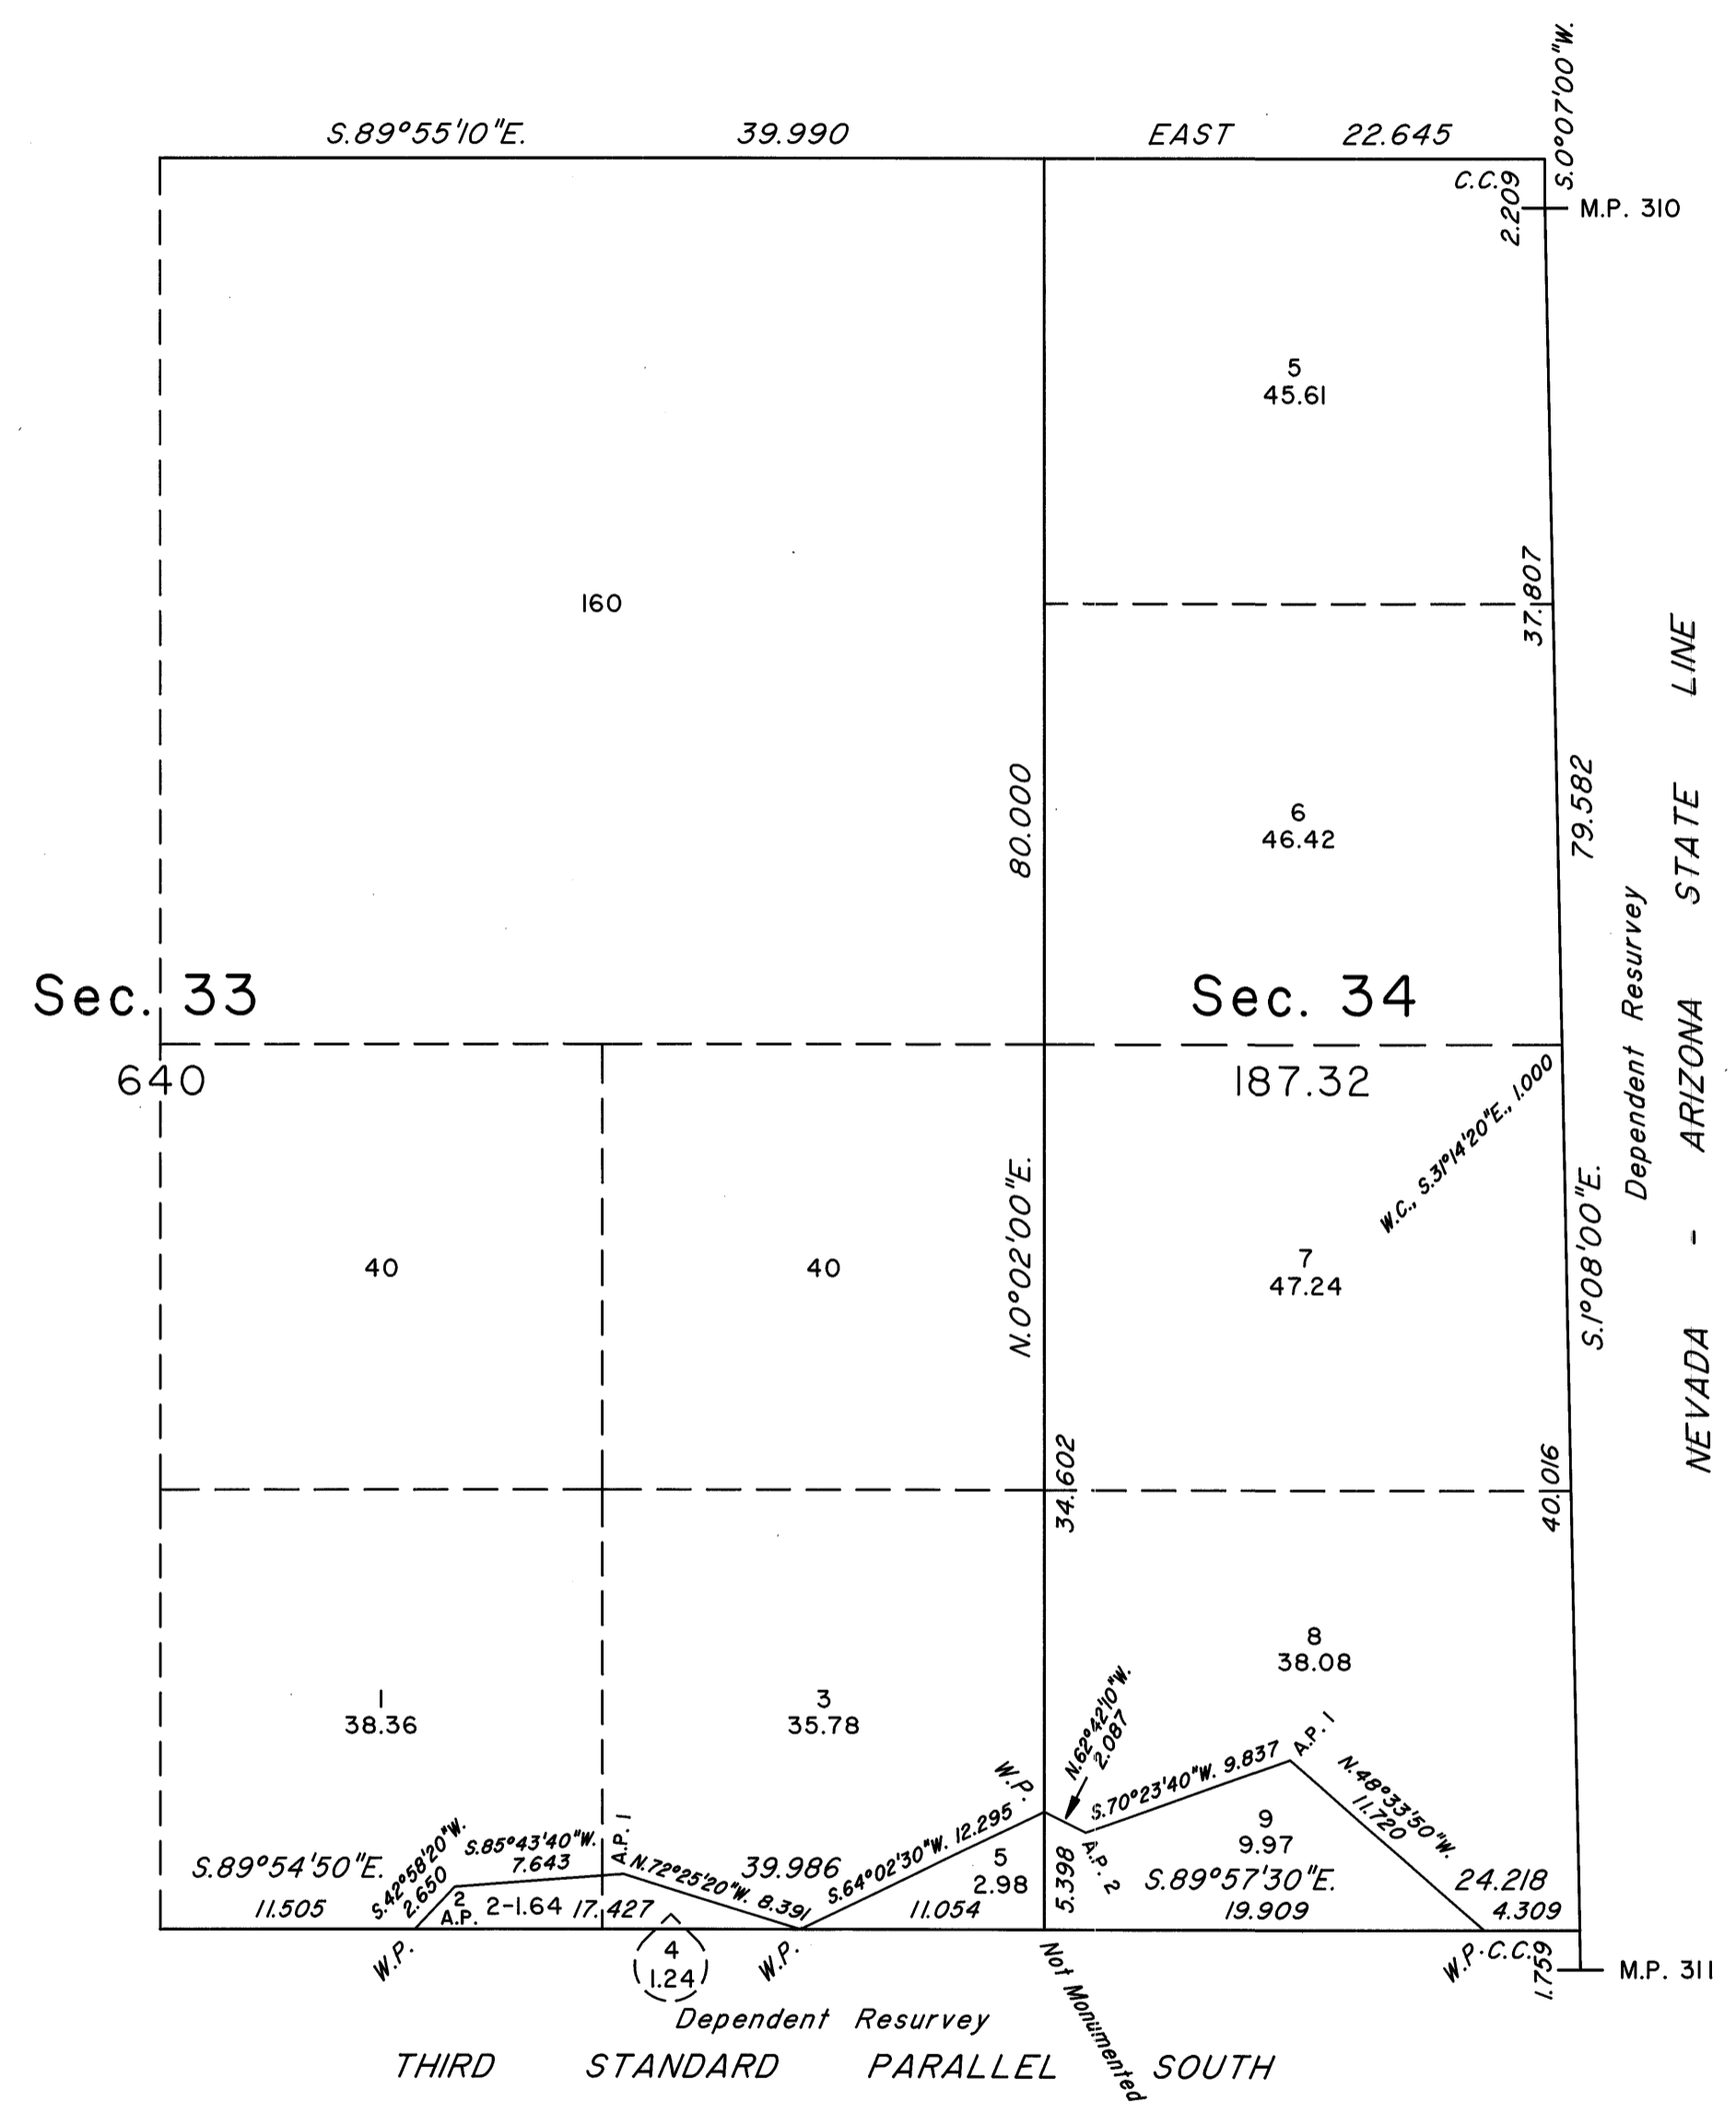 S.0°07'00"W.
S.89°55'10"E. 39.990 EAST 22.645
C.C.
2.209
M.P. 310
5
45.61
160
37.807
80.000
6
46.42
79.582
Sec. 33
Sec. 34
640
187.32
W.C., S.31°14'20"E., 1.000
Dependent Resurvey
NEVADA - ARIZONA STATE LINE
N.0°02'00"E.
S.1°08'00"E.
40
40
7
47.24
34.602
40.016
1
38.36
3
35.78
8
38.08
N.62°42'10"W.
2.087
W.P.
S.70°23'40"W. 9.837
A.P. 1
N.48°33'50"W.
11.720
S.42°58'20"W.
2.650
S.85°43'40"W.
7.643
A.P. 1
N.72°25'20"W. 8.391
S.64°02'30"W. 12.295
S.89°54'50"E. 39.986
5
2.98
5.398
A.P. 2
9
9.97
S.89°57'30"E. 24.218
11.505
2
A.P.
2-1.64
17.427
11.054
19.909
4.309
W.P.
4
1.24
W.P.
Not Monumented
W.P.
C.C.
1.759
M.P. 311
Dependent Resurvey
THIRD STANDARD PARALLEL SOUTH